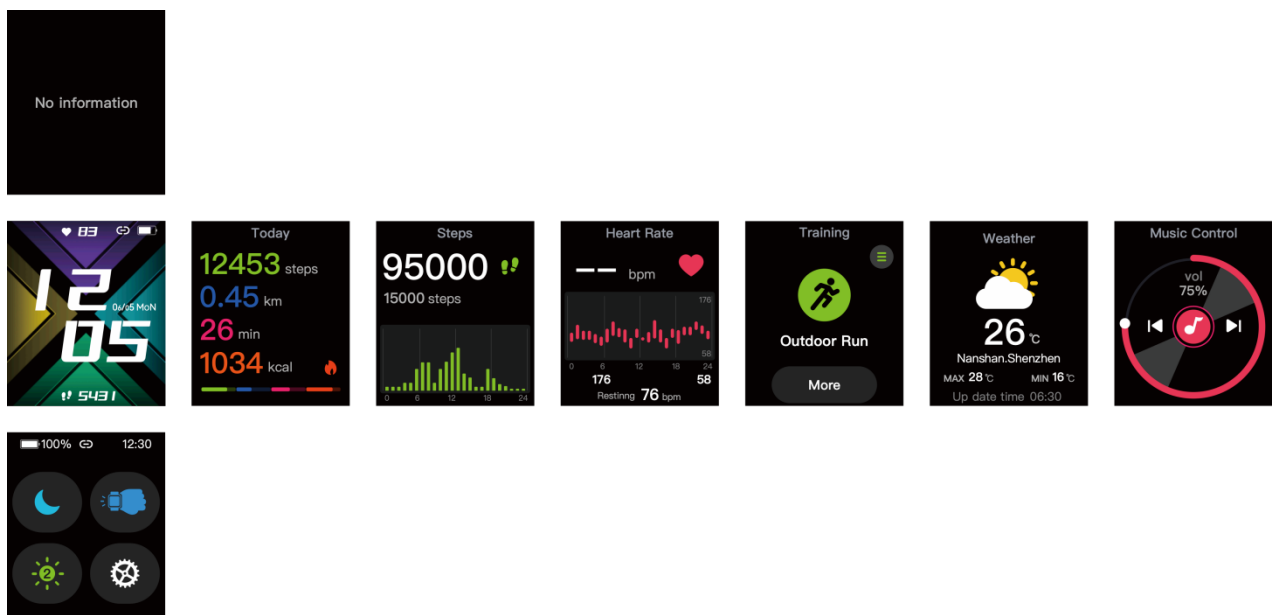 No information
83
12
06/05 MON
05
5431
Today
12453 steps
0.45 km
26 min
1034 kcal
Steps
95000
15000 steps
0 6 12 18 24
Heart Rate
-- bpm
176
58
0 6 12 18 24
176 58
Restinng 76 bpm
Training
Outdoor Run
More
Weather
26 ℃
Nanshan.Shenzhen
MAX 28 ℃ MIN 16 ℃
Up date time 06:30
Music Control
vol
75%
100% 12:30
2